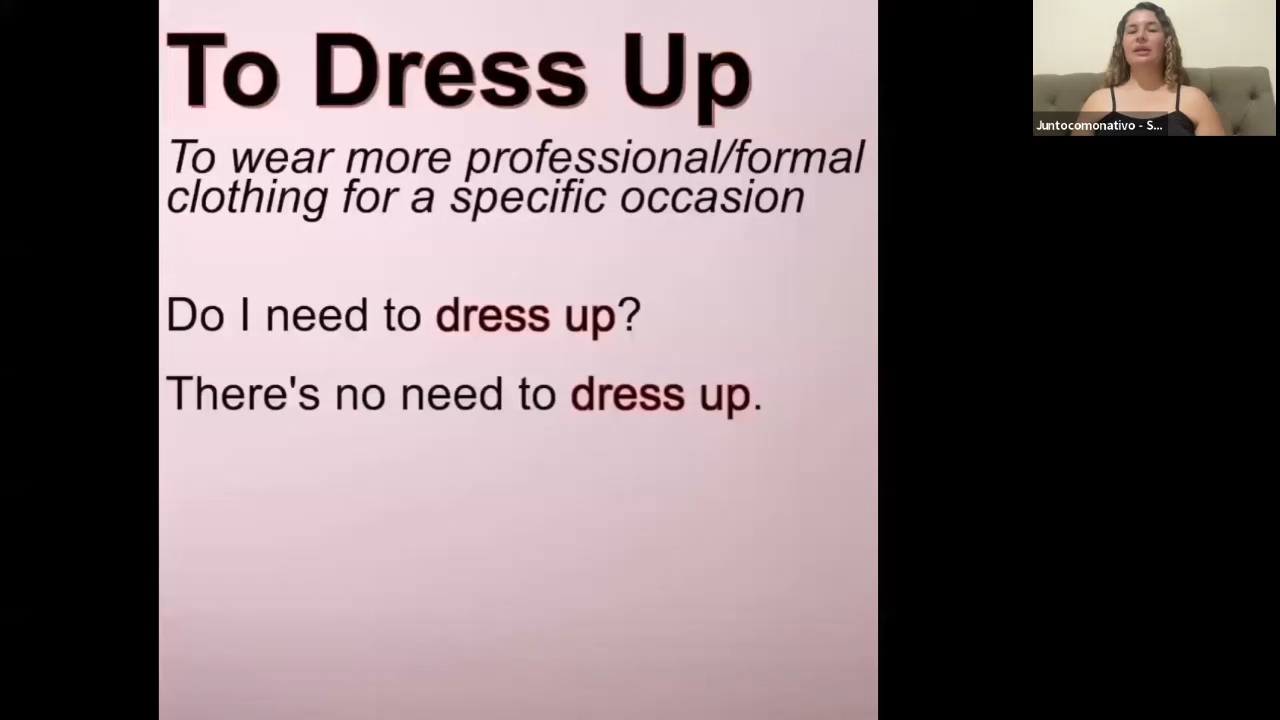 To Dress Up
To wear more professional/formal
clothing for a specific occasion
Do I need to dress up?
There's no need to dress up.
Juntocomonativo - S...